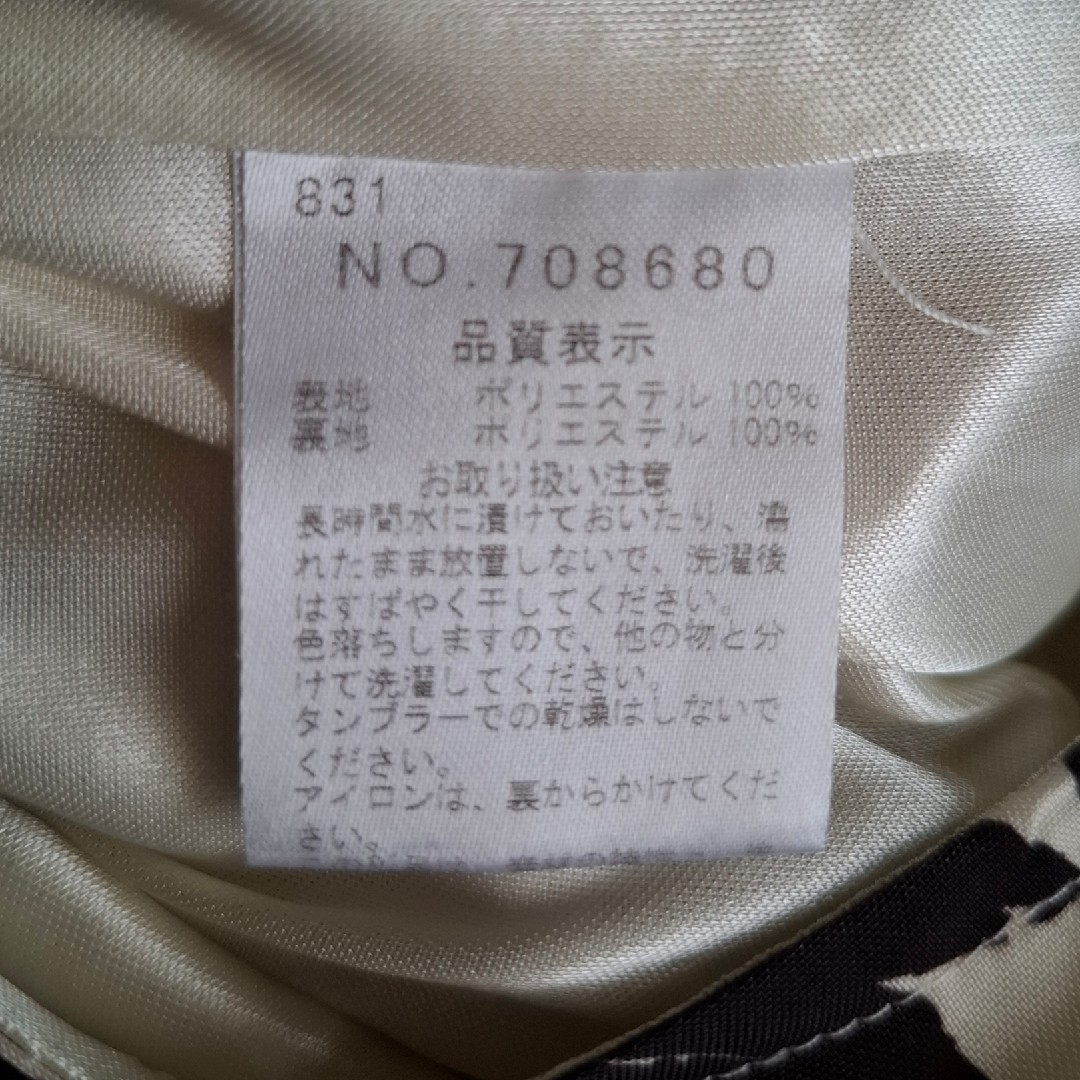 831
NO.708680
品質表示
表地 ポリエステル 100%
裏地 ポリエステル 100%
お取り扱い注意
長時間水に漬けておいたり、濡
れたまま放置しないで、洗濯後
はすばやく干してください。
色落ちしますので、他の物と分
けて洗濯してください。
タンブラーでの乾燥はしないで
ください。
アイロンは、裏からかけてくだ
さい。